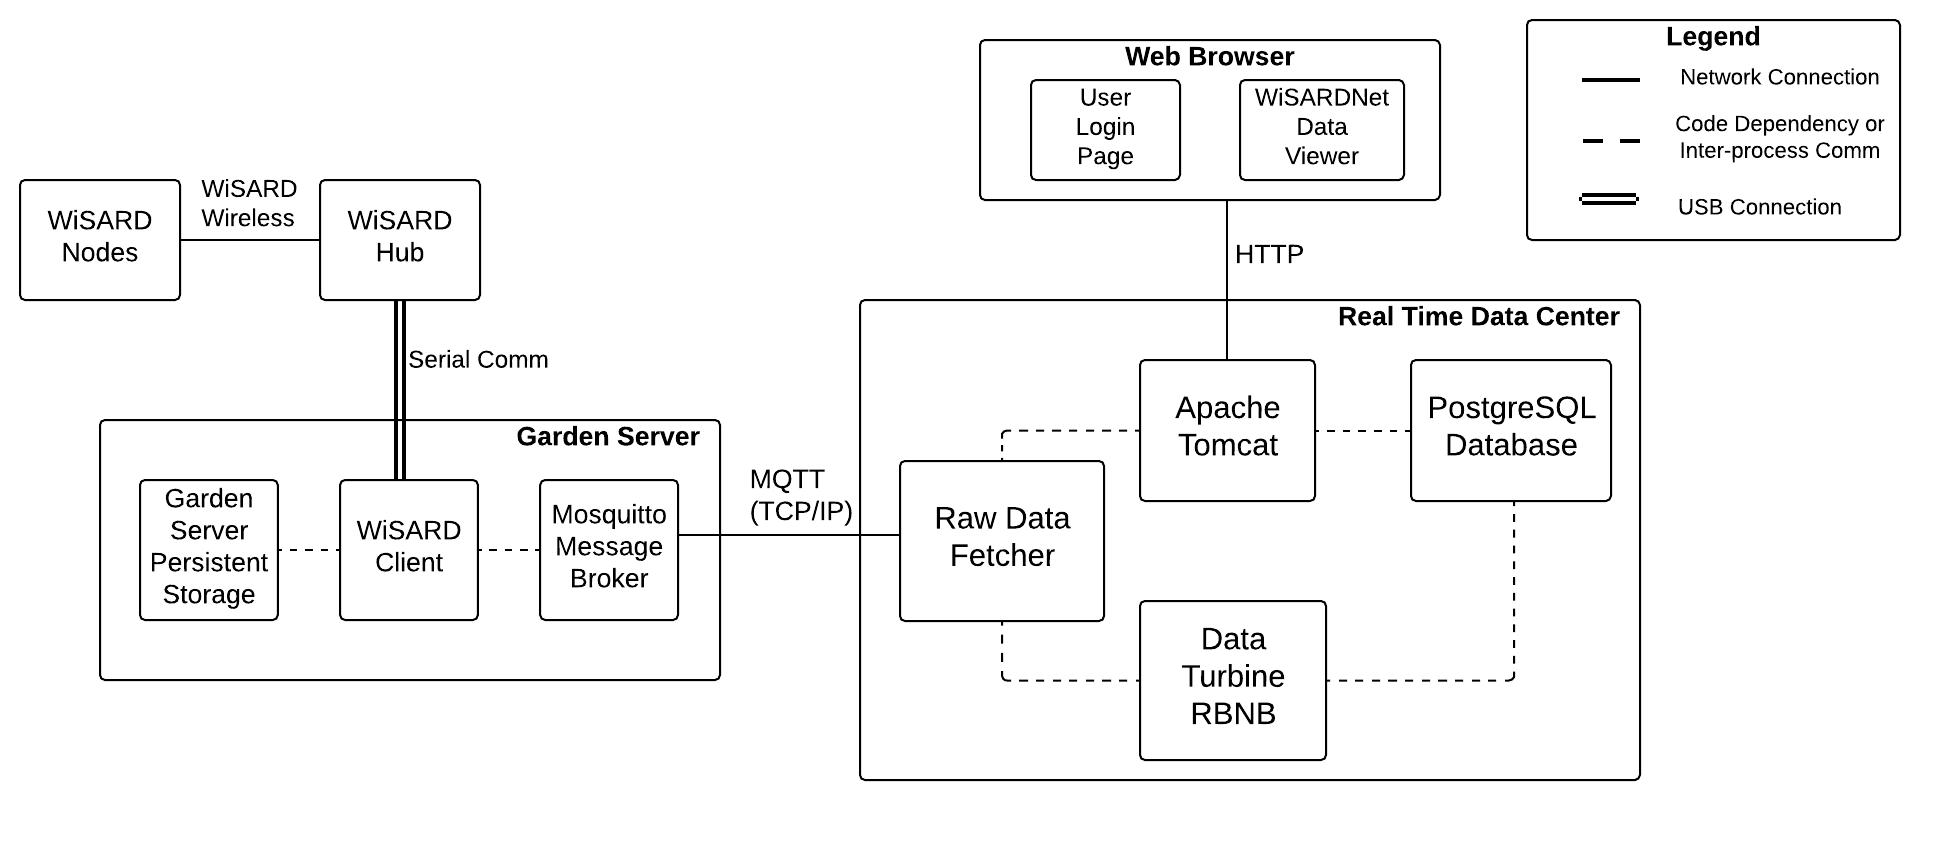 Web Browser
User
Login
Page
WiSARDNet
Data
Viewer
Legend
Network Connection
Code Dependency or
Inter-process Comm
USB Connection
WiSARD
Nodes
WiSARD
Wireless
WiSARD
Hub
HTTP
Serial Comm
Garden Server
Garden
Server
Persistent
Storage
WiSARD
Client
Mosquitto
Message
Broker
MQTT
(TCP/IP)
Real Time Data Center
Apache
Tomcat
PostgreSQL
Database
Raw Data
Fetcher
Data
Turbine
RBNB